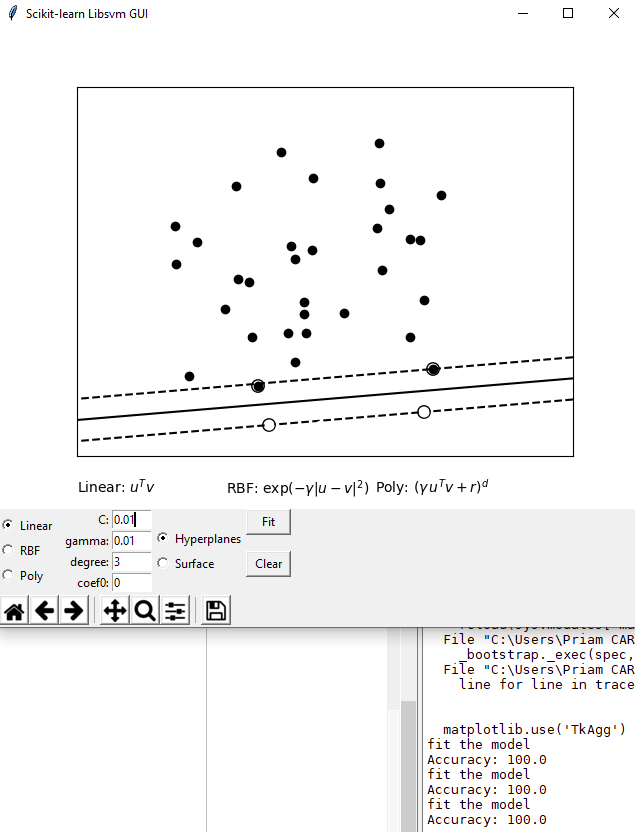 Scikit-learn Libsvm GUI
Linear: $u^Tv$ RBF: $\exp(-\gamma|u-v|^2)$ Poly: $(\gamma u^Tv+r)^d$
Linear
RBF
Poly
C: 0.01
gamma: 0.01
degree: 3
coef0: 0
Hyperplanes
Surface
Fit
Clear
File "C:\Users\Priam CAR
_bootstrap._exec(spec,
File "C:\Users\Priam CAR
line for line in trace
matplotlib.use('TkAgg')
fit the model
Accuracy: 100.0
fit the model
Accuracy: 100.0
fit the model
Accuracy: 100.0